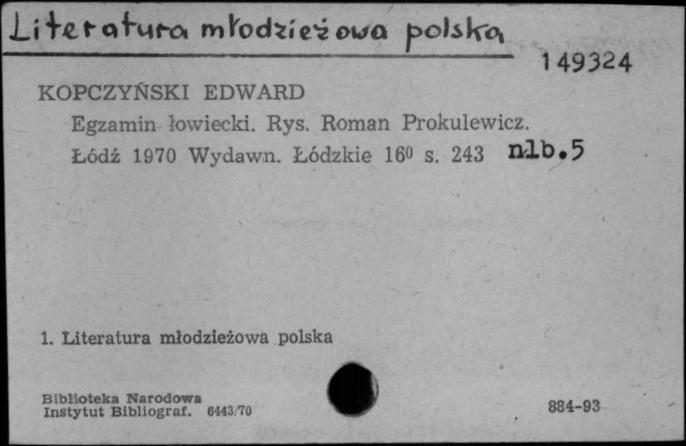 Literatura młodzieżowa polska
149324
KOPCZYŃSKI EDWARD
Egzamin łowiecki. Rys. Roman Prokulewicz.
Łódź 1970 Wydawn. Łódzkie 16⁰ s. 243 nlb.5
1. Literatura młodzieżowa polska
Biblioteka Narodowa
Instytut Bibliograf. 6443/70
884-93